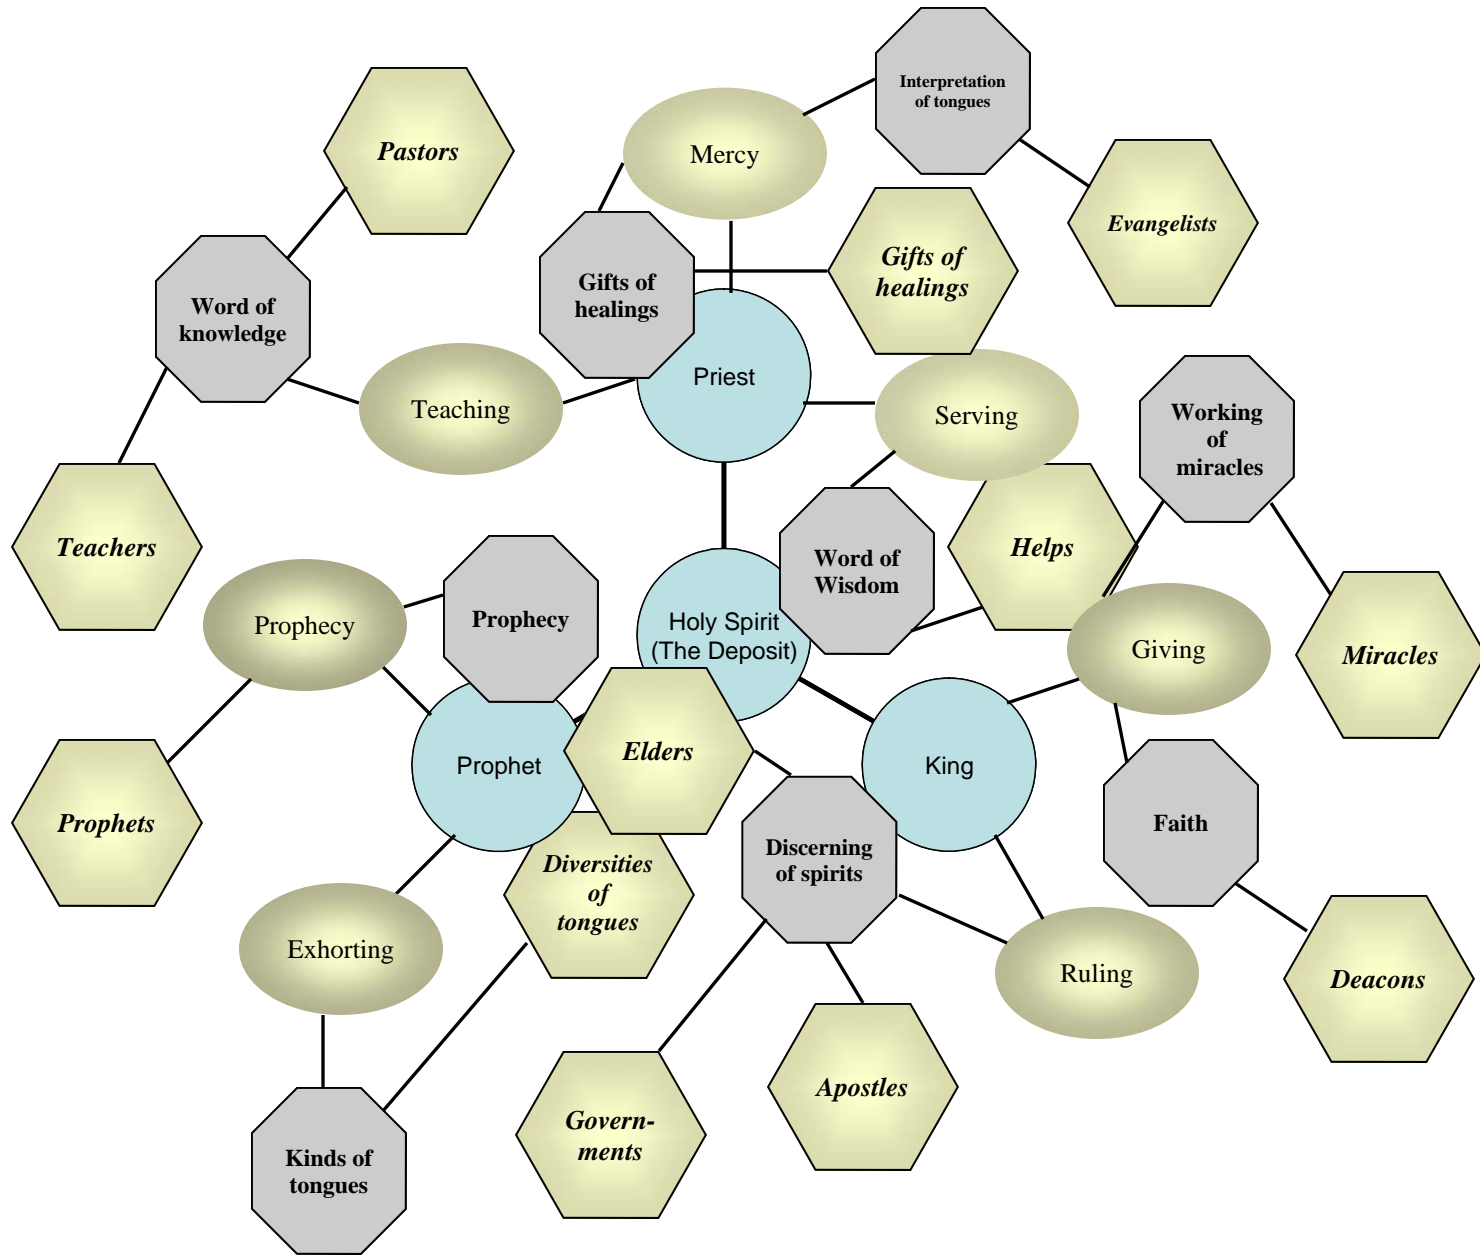 Interpretation
of tongues
Pastors
Mercy
Evangelists
Gifts of
healings
Gifts of
healings
Word of
knowledge
Priest
Teaching
Serving
Working
of
miracles
Teachers
Helps
Word of
Wisdom
Prophecy
Prophecy
Holy Spirit
(The Deposit)
Giving
Miracles
Elders
Prophet
King
Prophets
Faith
Discerning
of spirits
Diversities
of
tongues
Exhorting
Ruling
Deacons
Apostles
Govern-
ments
Kinds of
tongues